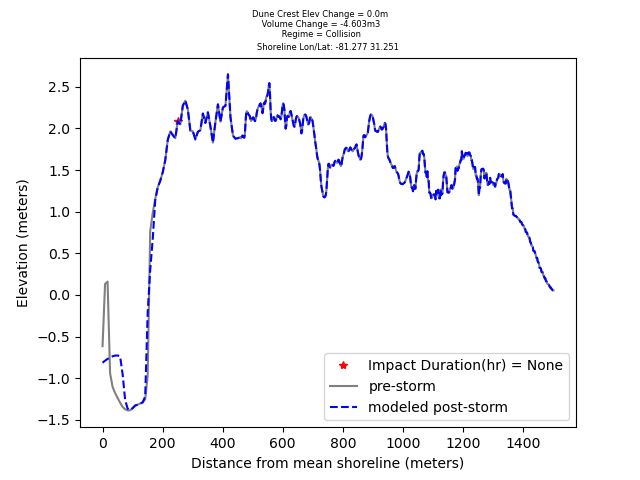 Dune Crest Elev Change = 0.0m
Volume Change = -4.603m3
Regime = Collision
Shoreline Lon/Lat: -81.277 31.251
2.5
2.0
1.5
1.0
0.5
0.0
−0.5
−1.0
−1.5
Elevation (meters)
Impact Duration(hr) = None
pre-storm
modeled post-storm
0 200 400 600 800 1000 1200 1400
Distance from mean shoreline (meters)